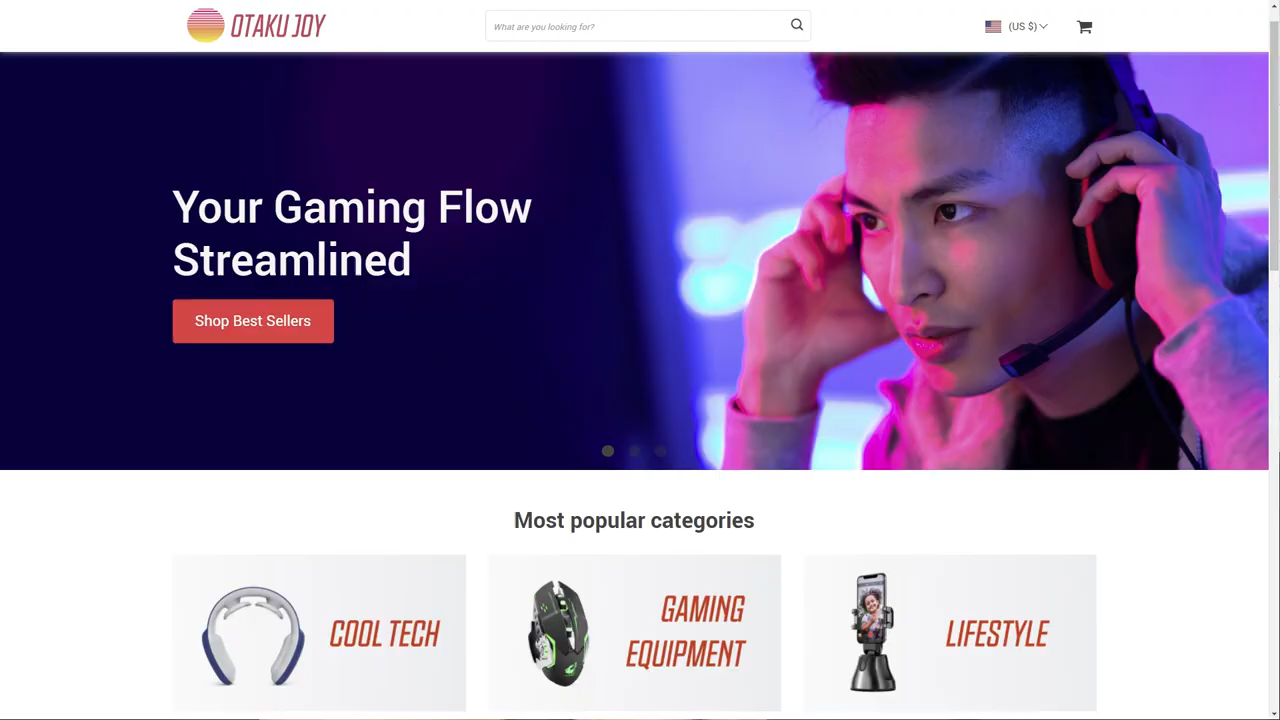 OTAKU JOY
What are you looking for?
(US $)
Your Gaming Flow
Streamlined
Shop Best Sellers
Most popular categories
COOL TECH
GAMING
EQUIPMENT
LIFESTYLE